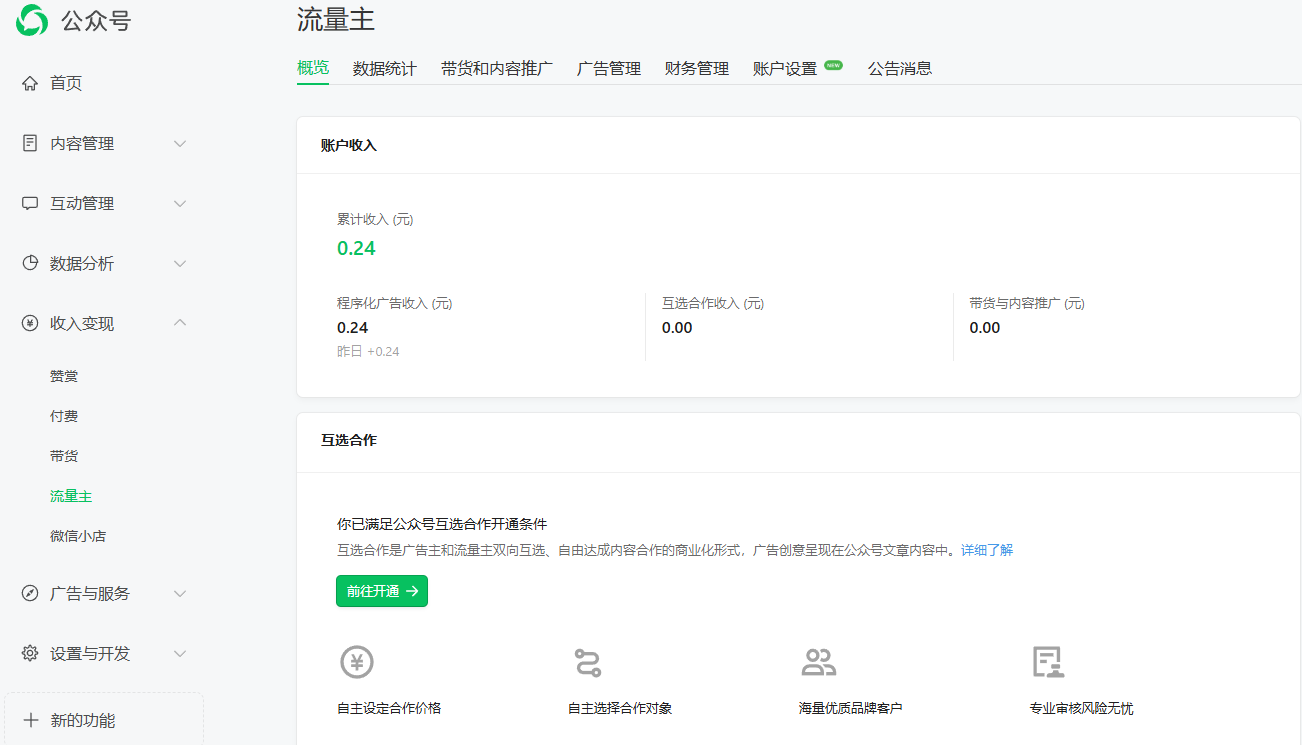 公众号
首页
内容管理
互动管理
数据分析
收入变现
赞赏
付费
带货
流量主
微信小店
广告与服务
设置与开发
新的功能
流量主
概览 数据统计 带货和内容推广 广告管理 财务管理 账户设置 NEW 公告消息
账户收入
累计收入 (元)
0.24
程序化广告收入 (元) 互选合作收入 (元) 带货与内容推广 (元)
0.24 0.00 0.00
昨日 +0.24
互选合作
你已满足公众号互选合作开通条件
互选合作是广告主和流量主双向互选、自由达成内容合作的商业化形式，广告创意呈现在公众号文章内容中。详细了解
前往开通 →
自主设定合作价格 自主选择合作对象 海量优质品牌客户 专业审核风险无忧